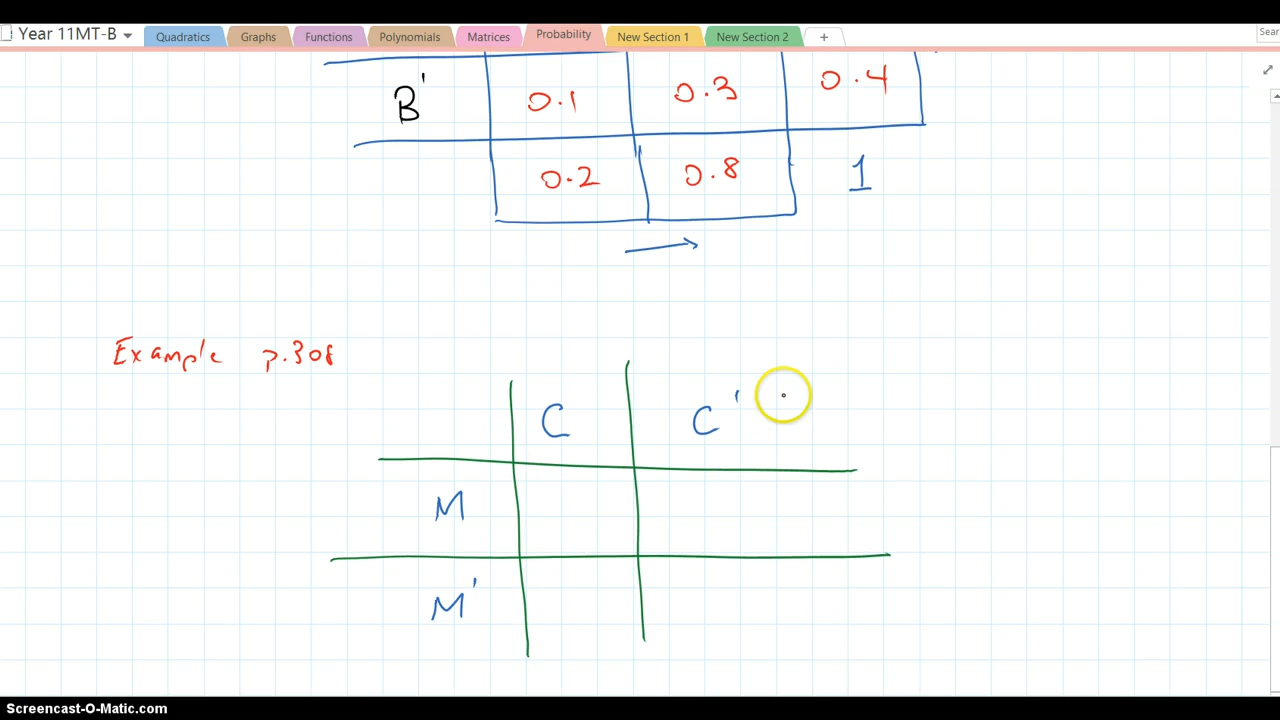 Year 11MT-B Quadratics Graphs Functions Polynomials Matrices Probability New Section 1 New Section 2 + Sear
B' 0.1 0.3 0.4
0.2 0.8 1
Example p.308
C C'
M
M'
Screencast-O-Matic.com